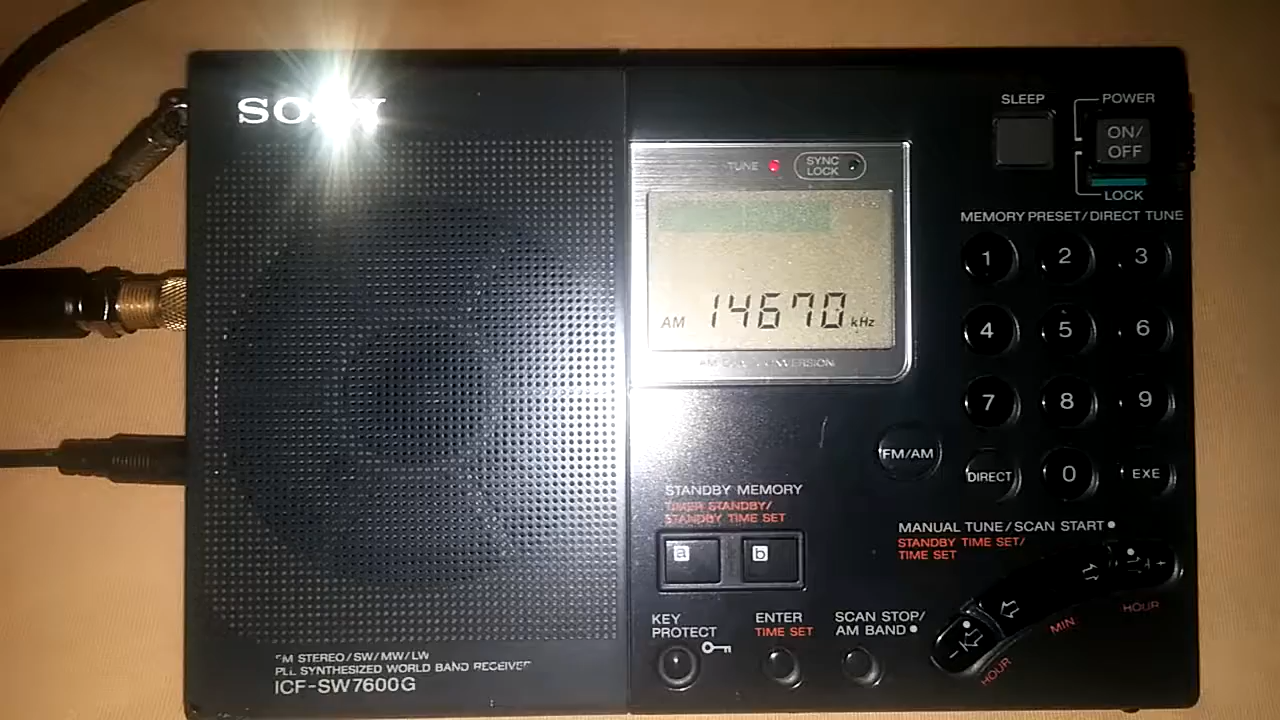 SONY
SLEEP
POWER
ON/
OFF
LOCK
TUNE
SYNC
LOCK
MEMORY PRESET/DIRECT TUNE
1
2
3
AM 14670 kHz
4
5
6
7
8
9
FM/AM
DIRECT
0
EXE
STANDBY MEMORY
TIMER STANDBY/
STANDBY TIME SET
a
b
MANUAL TUNE/SCAN START
STANDBY TIME SET/
TIME SET
+
HOUR
MIN
−
HOUR
KEY
PROTECT
ENTER
TIME SET
SCAN STOP/
AM BAND
FM STEREO/SW/MW/LW
PLL SYNTHESIZED WORLD BAND RECEIVER
ICF-SW7600G